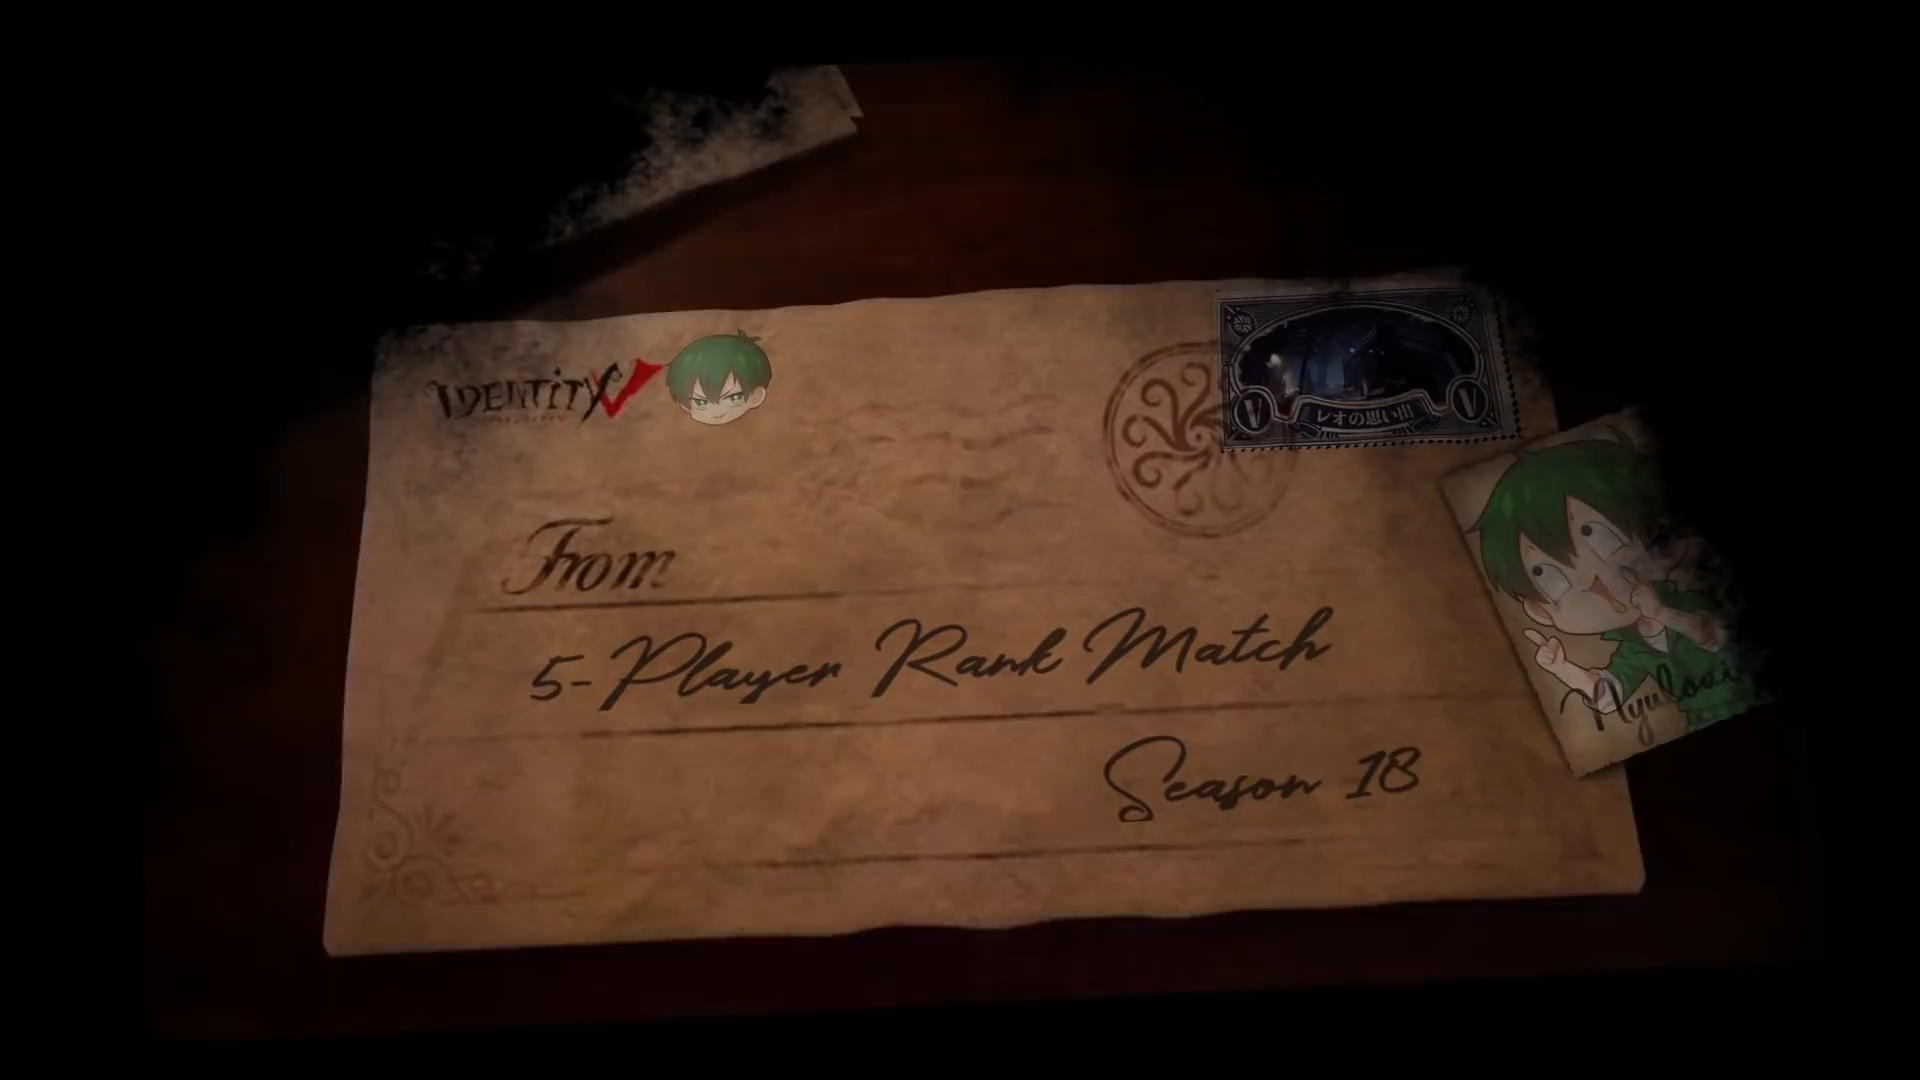 IDENTITY V
V レオの思い出 V
From
5-Player Rank Match
Season 18